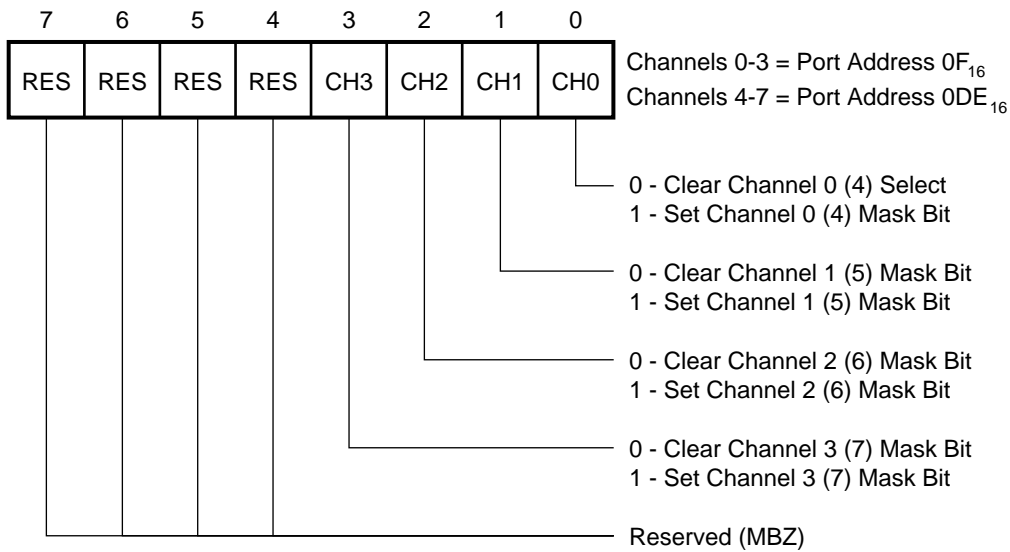 7 6 5 4 3 2 1 0
RES RES RES RES CH3 CH2 CH1 CH0
Channels 0-3 = Port Address 0F₁₆
Channels 4-7 = Port Address 0DE₁₆
0 - Clear Channel 0 (4) Select
1 - Set Channel 0 (4) Mask Bit
0 - Clear Channel 1 (5) Mask Bit
1 - Set Channel 1 (5) Mask Bit
0 - Clear Channel 2 (6) Mask Bit
1 - Set Channel 2 (6) Mask Bit
0 - Clear Channel 3 (7) Mask Bit
1 - Set Channel 3 (7) Mask Bit
Reserved (MBZ)